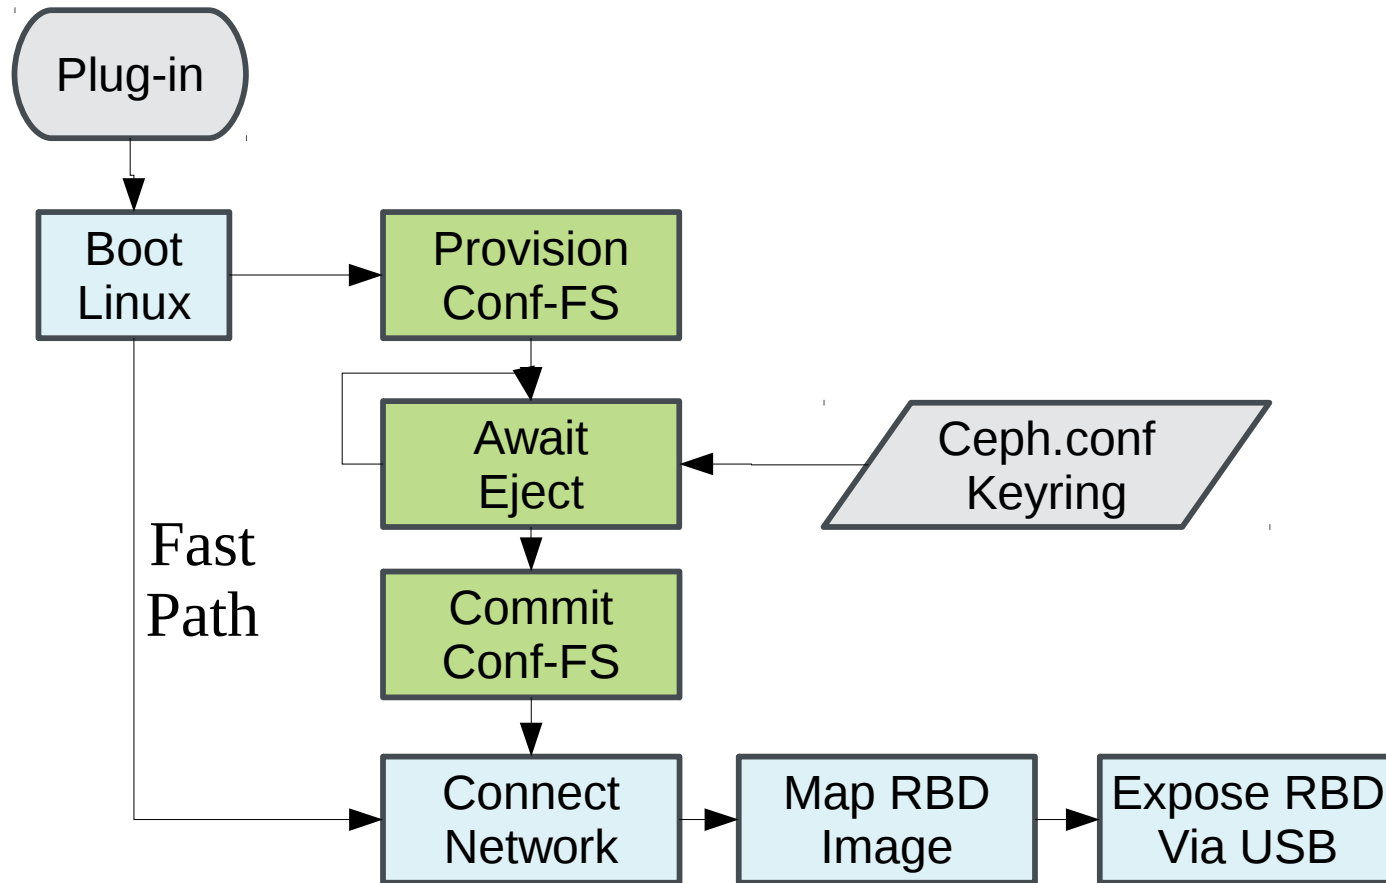 Plug-in
Boot
Linux
Provision
Conf-FS
Await
Eject
Ceph.conf
Keyring
Fast
Path
Commit
Conf-FS
Connect
Network
Map RBD
Image
Expose RBD
Via USB